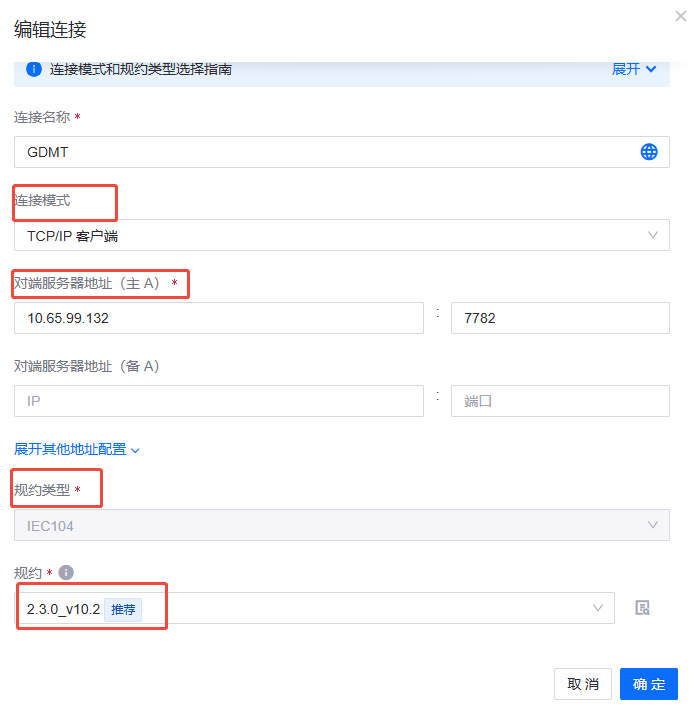 编辑连接
连接模式和规约类型选择指南 展开
连接名称 *
GDMT
连接模式
TCP/IP 客户端
对端服务器地址（主 A） *
10.65.99.132 : 7782
对端服务器地址（备 A）
IP : 端口
展开其他地址配置
规约类型 *
IEC104
规约 *
2.3.0_v10.2 推荐
取 消 确 定